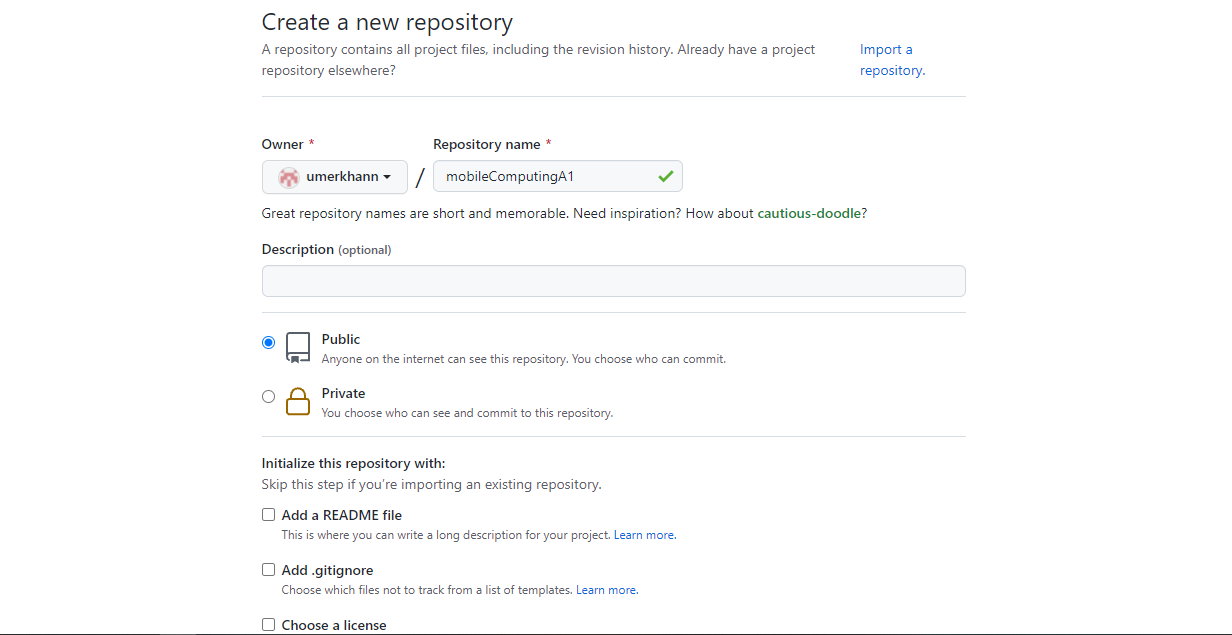 Create a new repository
A repository contains all project files, including the revision history. Already have a project
repository elsewhere?
Import a
repository.
Owner *
Repository name *
umerkhann
/
mobileComputingA1
Great repository names are short and memorable. Need inspiration? How about cautious-doodle?
Description (optional)
Public
Anyone on the internet can see this repository. You choose who can commit.
Private
You choose who can see and commit to this repository.
Initialize this repository with:
Skip this step if you're importing an existing repository.
Add a README file
This is where you can write a long description for your project. Learn more.
Add .gitignore
Choose which files not to track from a list of templates. Learn more.
Choose a license